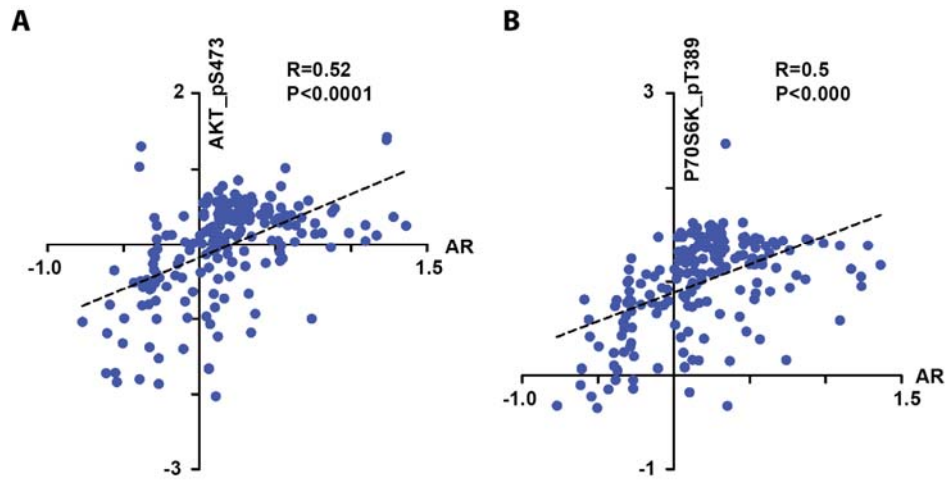 A
AKT_pS473
R=0.52
P<0.0001
2
AR
-1.0
1.5
-3
B
P70S6K_pT389
R=0.5
P<0.000
3
AR
-1.0
1.5
-1